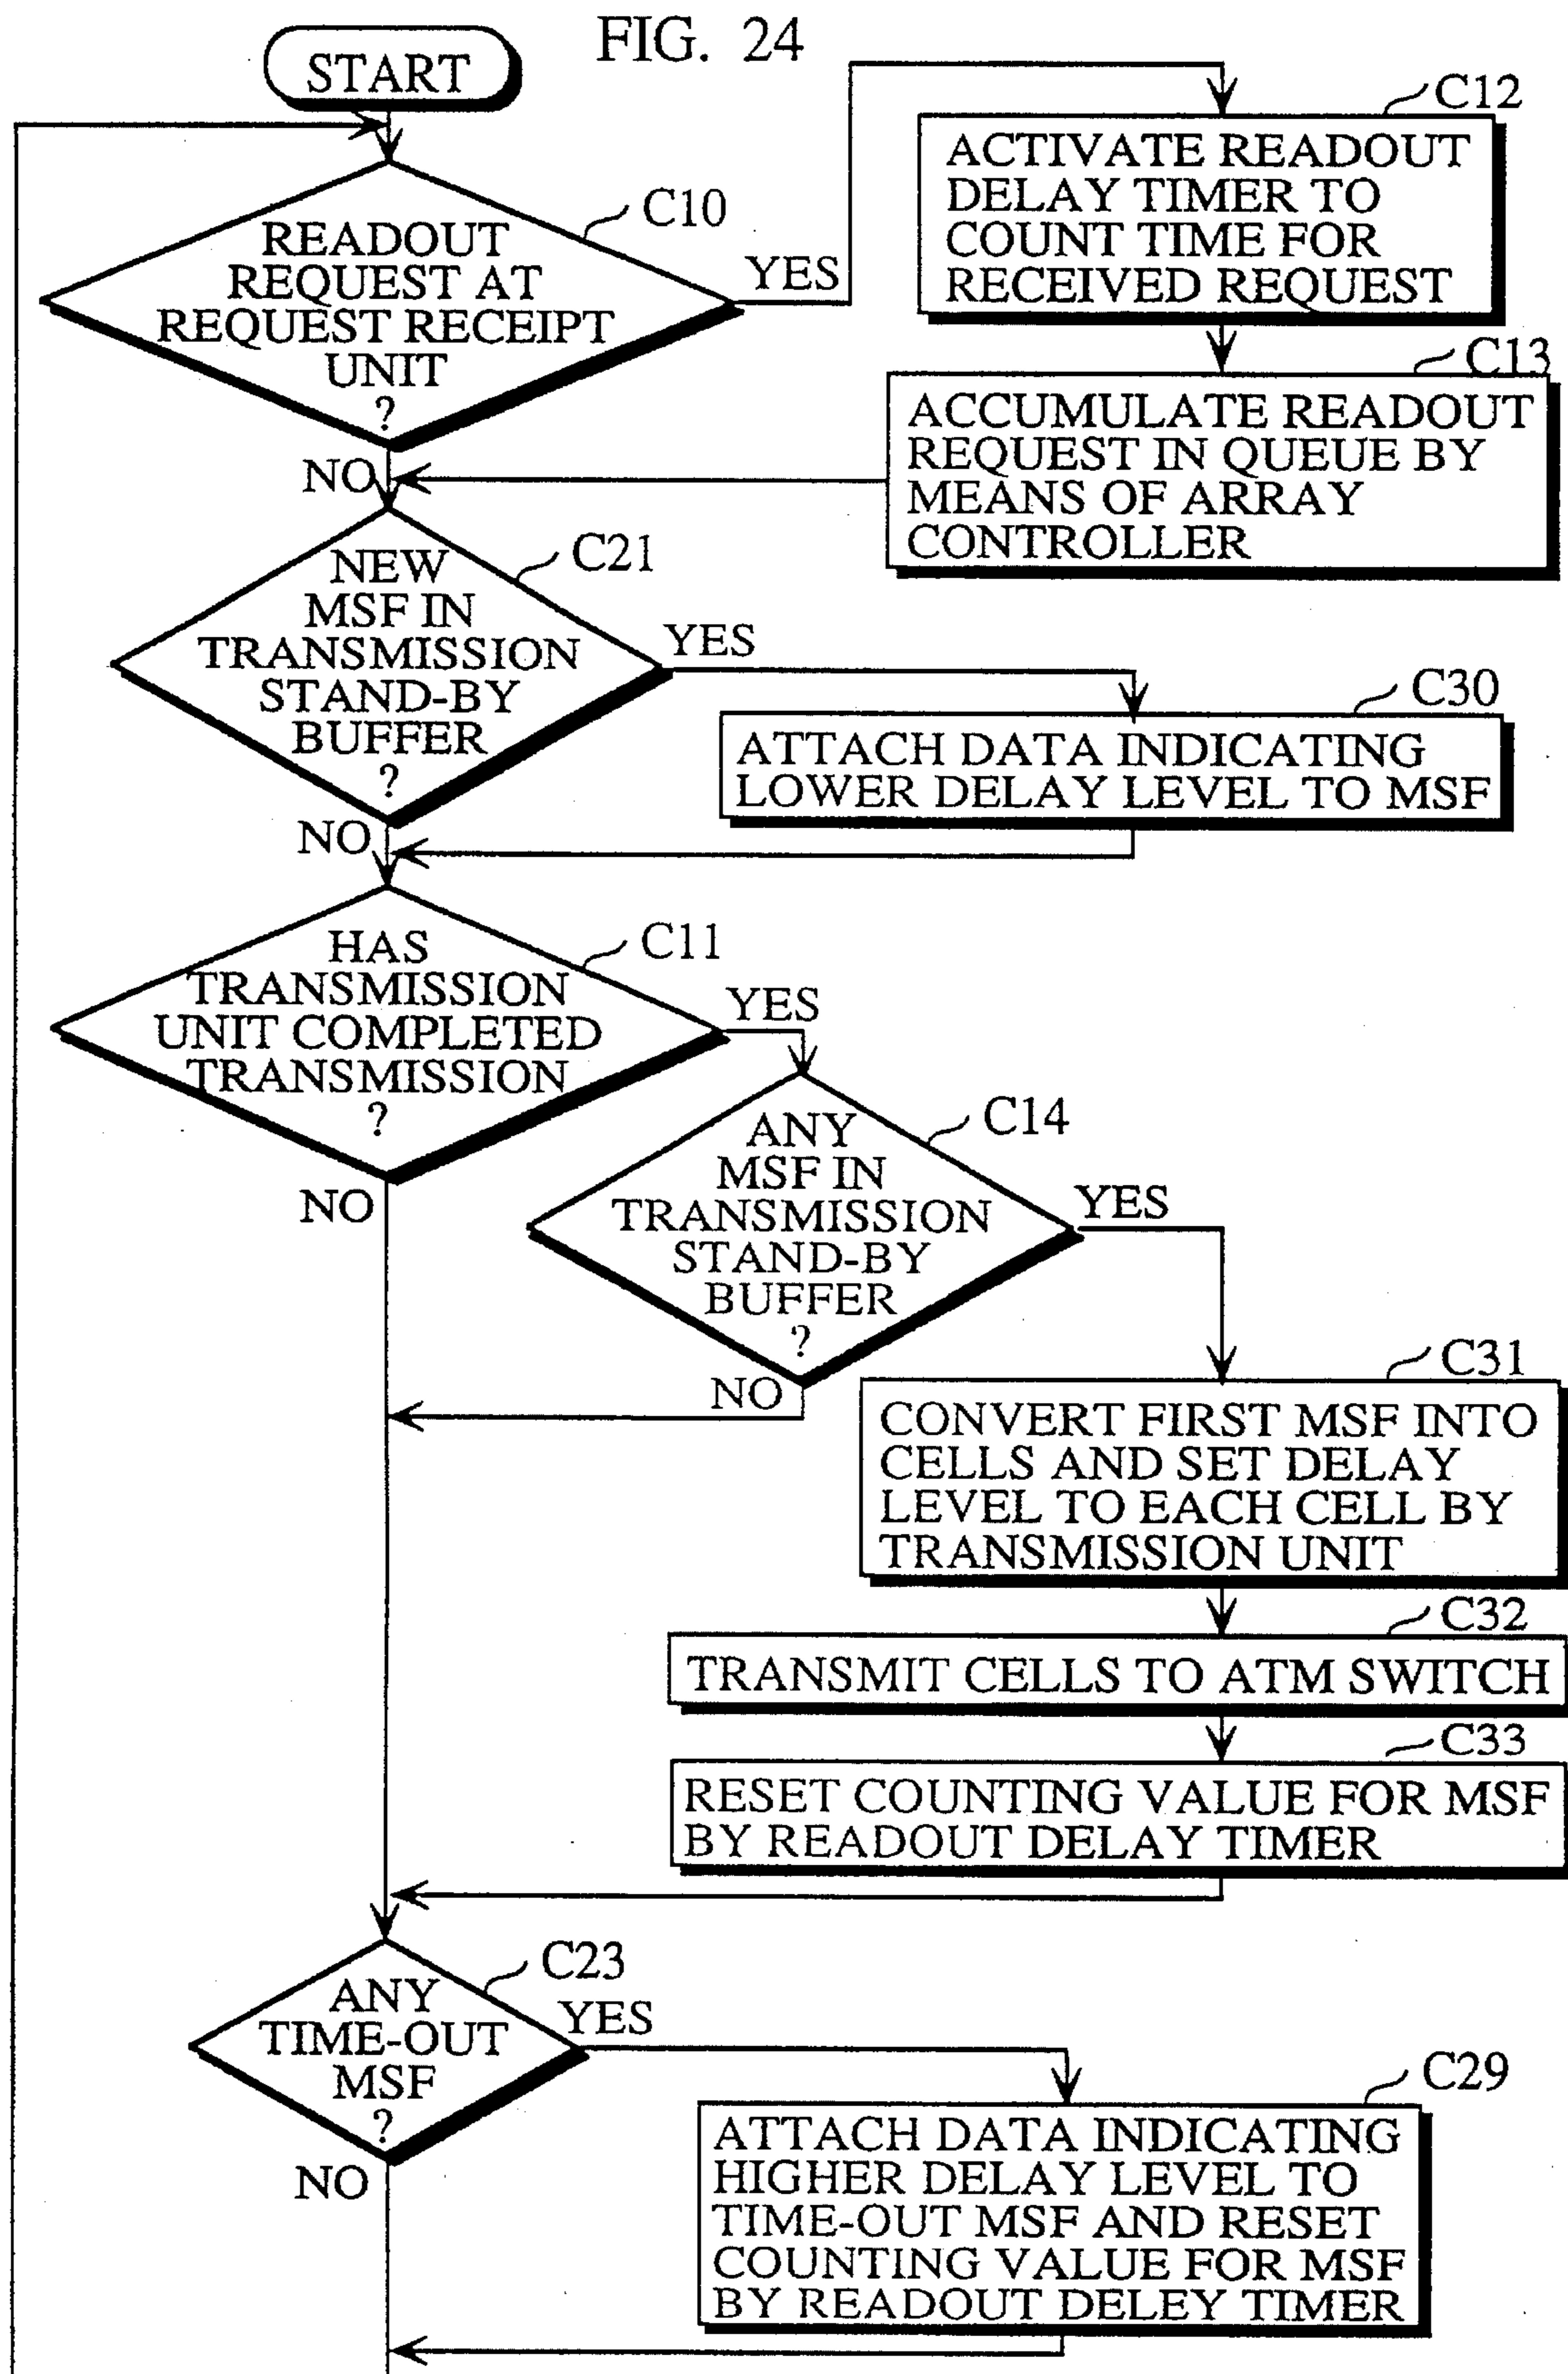 FIG. 24
START
C10
READOUT
REQUEST AT
REQUEST RECEIPT
UNIT
?
YES
NO
C12
ACTIVATE READOUT
DELAY TIMER TO
COUNT TIME FOR
RECEIVED REQUEST
C13
ACCUMULATE READOUT
REQUEST IN QUEUE BY
MEANS OF ARRAY
CONTROLLER
C21
NEW
MSF IN
TRANSMISSION
STAND-BY
BUFFER
?
YES
NO
C30
ATTACH DATA INDICATING
LOWER DELAY LEVEL TO MSF
C11
HAS
TRANSMISSION
UNIT COMPLETED
TRANSMISSION
?
YES
NO
C14
ANY
MSF IN
TRANSMISSION
STAND-BY
BUFFER
?
YES
NO
C31
CONVERT FIRST MSF INTO
CELLS AND SET DELAY
LEVEL TO EACH CELL BY
TRANSMISSION UNIT
C32
TRANSMIT CELLS TO ATM SWITCH
C33
RESET COUNTING VALUE FOR MSF
BY READOUT DELAY TIMER
C23
ANY
TIME-OUT
MSF
?
YES
NO
C29
ATTACH DATA INDICATING
HIGHER DELAY LEVEL TO
TIME-OUT MSF AND RESET
COUNTING VALUE FOR MSF
BY READOUT DELEY TIMER